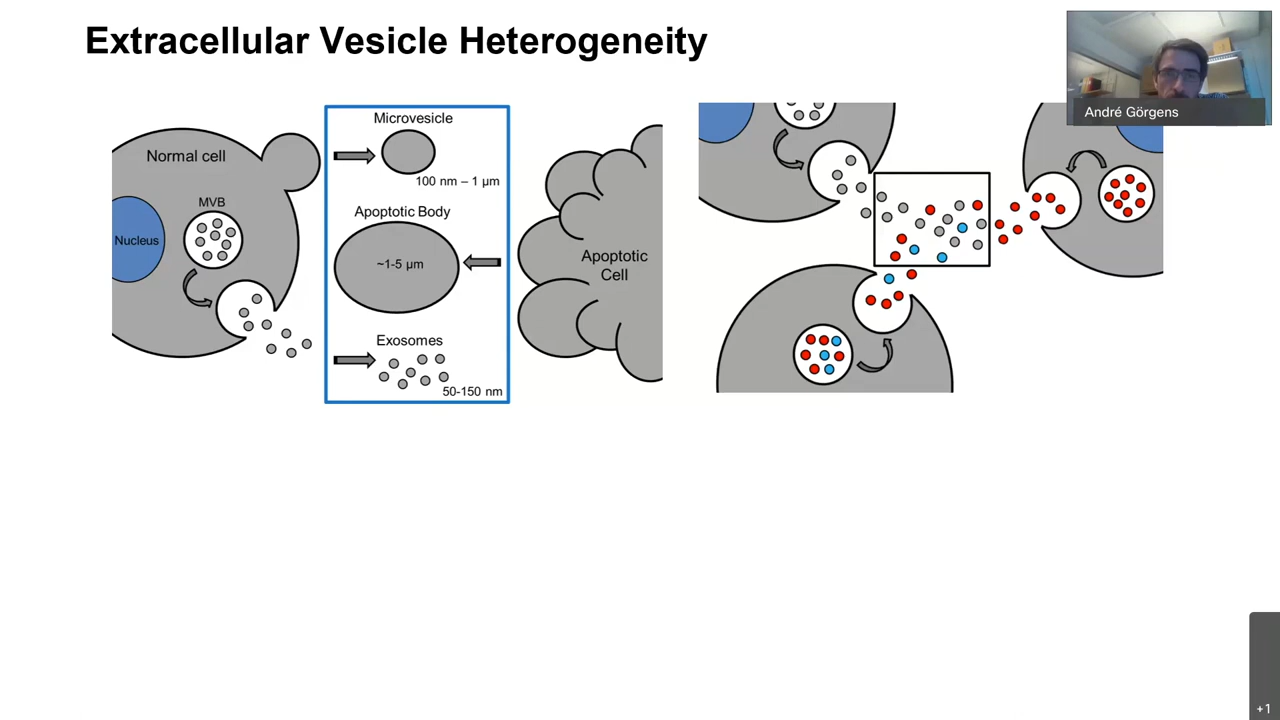 Extracellular Vesicle Heterogeneity
André Görgens
Normal cell
MVB
Nucleus
Microvesicle
100 nm – 1 µm
Apoptotic Body
~1-5 µm
Exosomes
50-150 nm
Apoptotic
Cell
+1